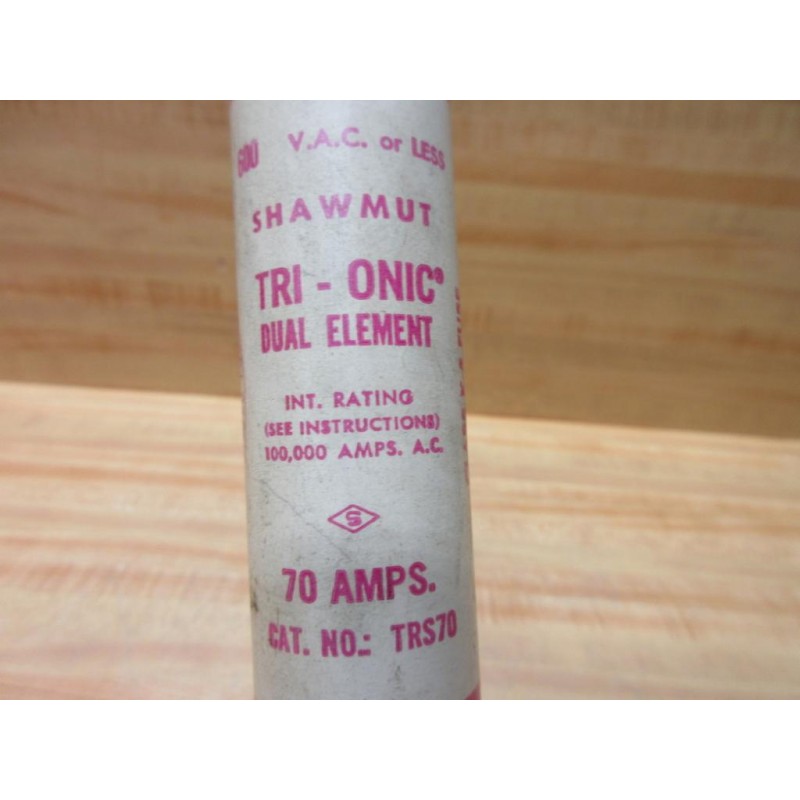 600 V.A.C. or LESS
SHAWMUT
TRI - ONIC®
DUAL ELEMENT
INT. RATING
(SEE INSTRUCTIONS)
100,000 AMPS. A.C.
S
70 AMPS.
CAT. NO.: TRS70